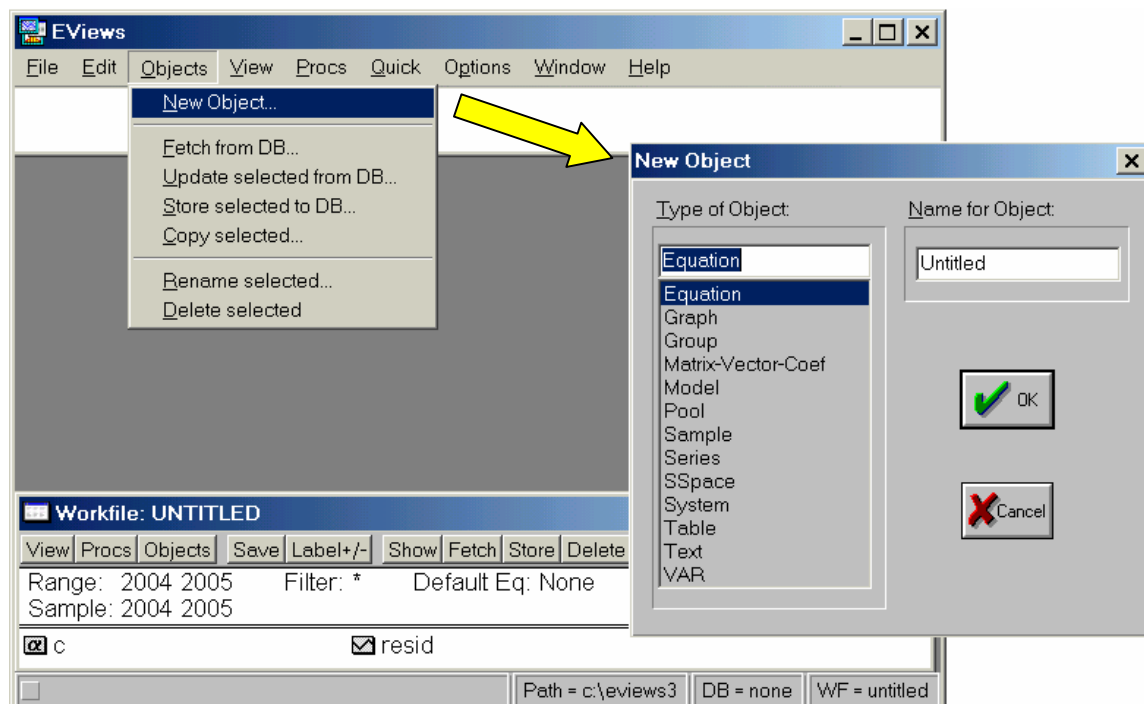 EViews
File Edit Objects View Procs Quick Options Window Help
New Object...
Fetch from DB...
Update selected from DB...
Store selected to DB...
Copy selected...
Rename selected...
Delete selected
New Object
Type of Object:
Name for Object:
Equation
Untitled
Equation
Graph
Group
Matrix-Vector-Coef
Model
Pool
Sample
Series
SSpace
System
Table
Text
VAR
OK
Cancel
Workfile: UNTITLED
View Procs Objects Save Label+/- Show Fetch Store Delete
Range: 2004 2005 Filter: * Default Eq: None
Sample: 2004 2005
α c
resid
Path = c:\eviews3 DB = none WF = untitled